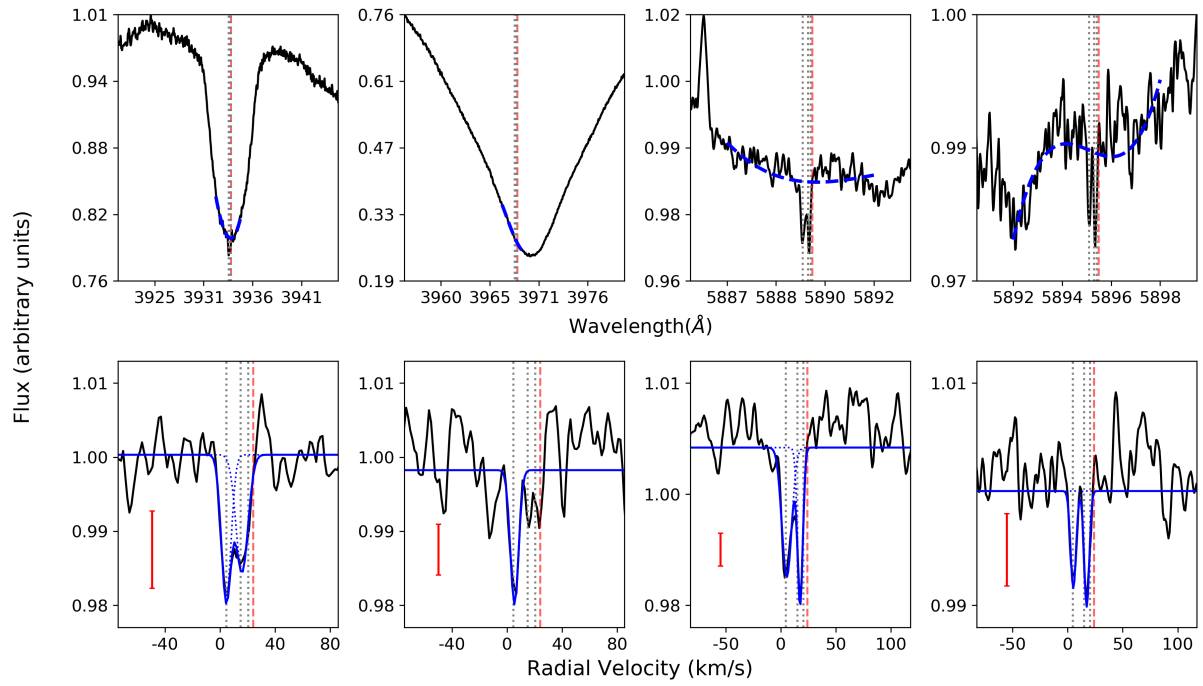 Flux (arbitrary units)
1.01 0.76 1.02 0.99
0.94 0.61 1.00
0.88 0.47 0.99 0.99
0.82 0.33 0.98
0.76 0.19 0.96 0.97
3925 3931 3936 3941 3960 3965 3971 3976 5887 5888 5890 5892 5892 5894 5896 5898
Wavelength(Å)
1.01 1.01 1.01 1.01
1.00 1.00 1.00 1.00
0.99 0.99
0.98 0.98 0.98 0.99
-40 0 40 80 -40 0 40 80 -50 0 50 100 -50 0 50 100
Radial Velocity (km/s)